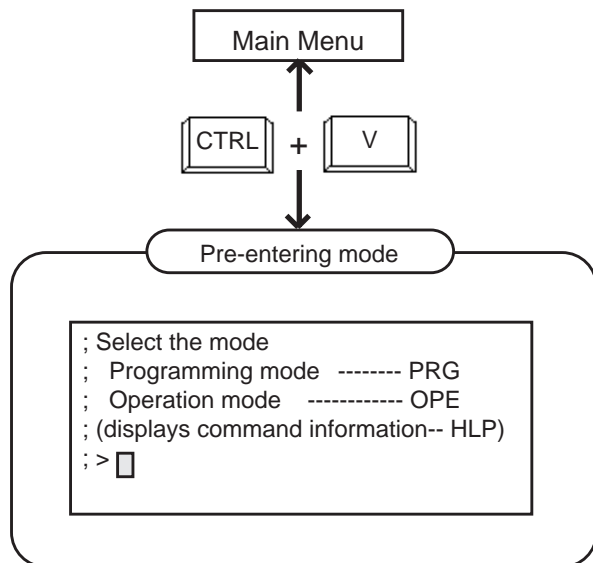 Main Menu
CTRL + V
Pre-entering mode
; Select the mode
; Programming mode -------- PRG
; Operation mode ------------ OPE
; (displays command information-- HLP)
; >